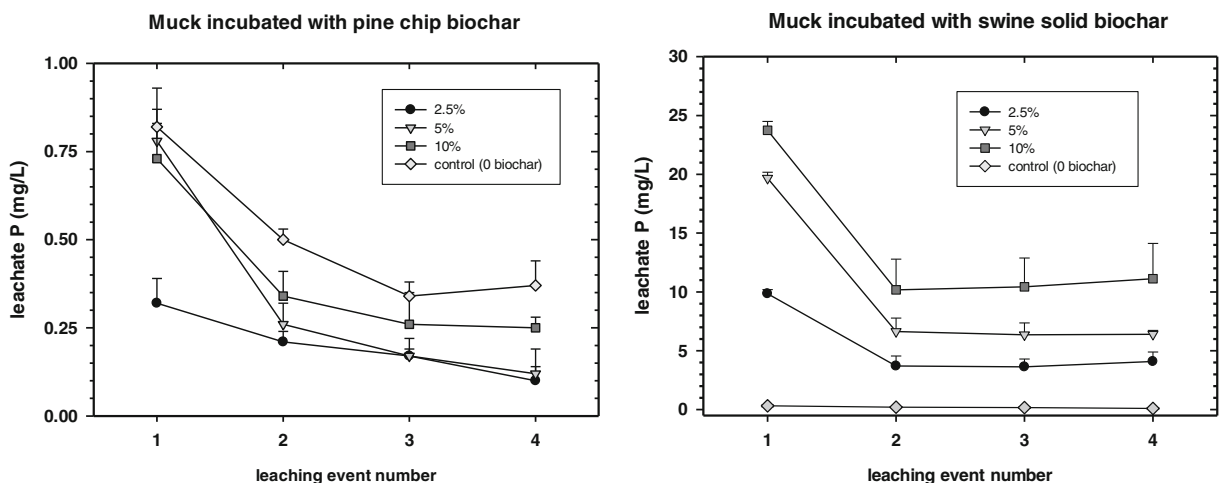 Muck incubated with pine chip biochar
1.00
0.75
0.50
0.25
0.00
leachate P (mg/L)
2.5%
5%
10%
control (0 biochar)
1 2 3 4
leaching event number
Muck incubated with swine solid biochar
30
25
20
15
10
5
0
leachate P (mg/L)
2.5%
5%
10%
control (0 biochar)
1 2 3 4
leaching event number